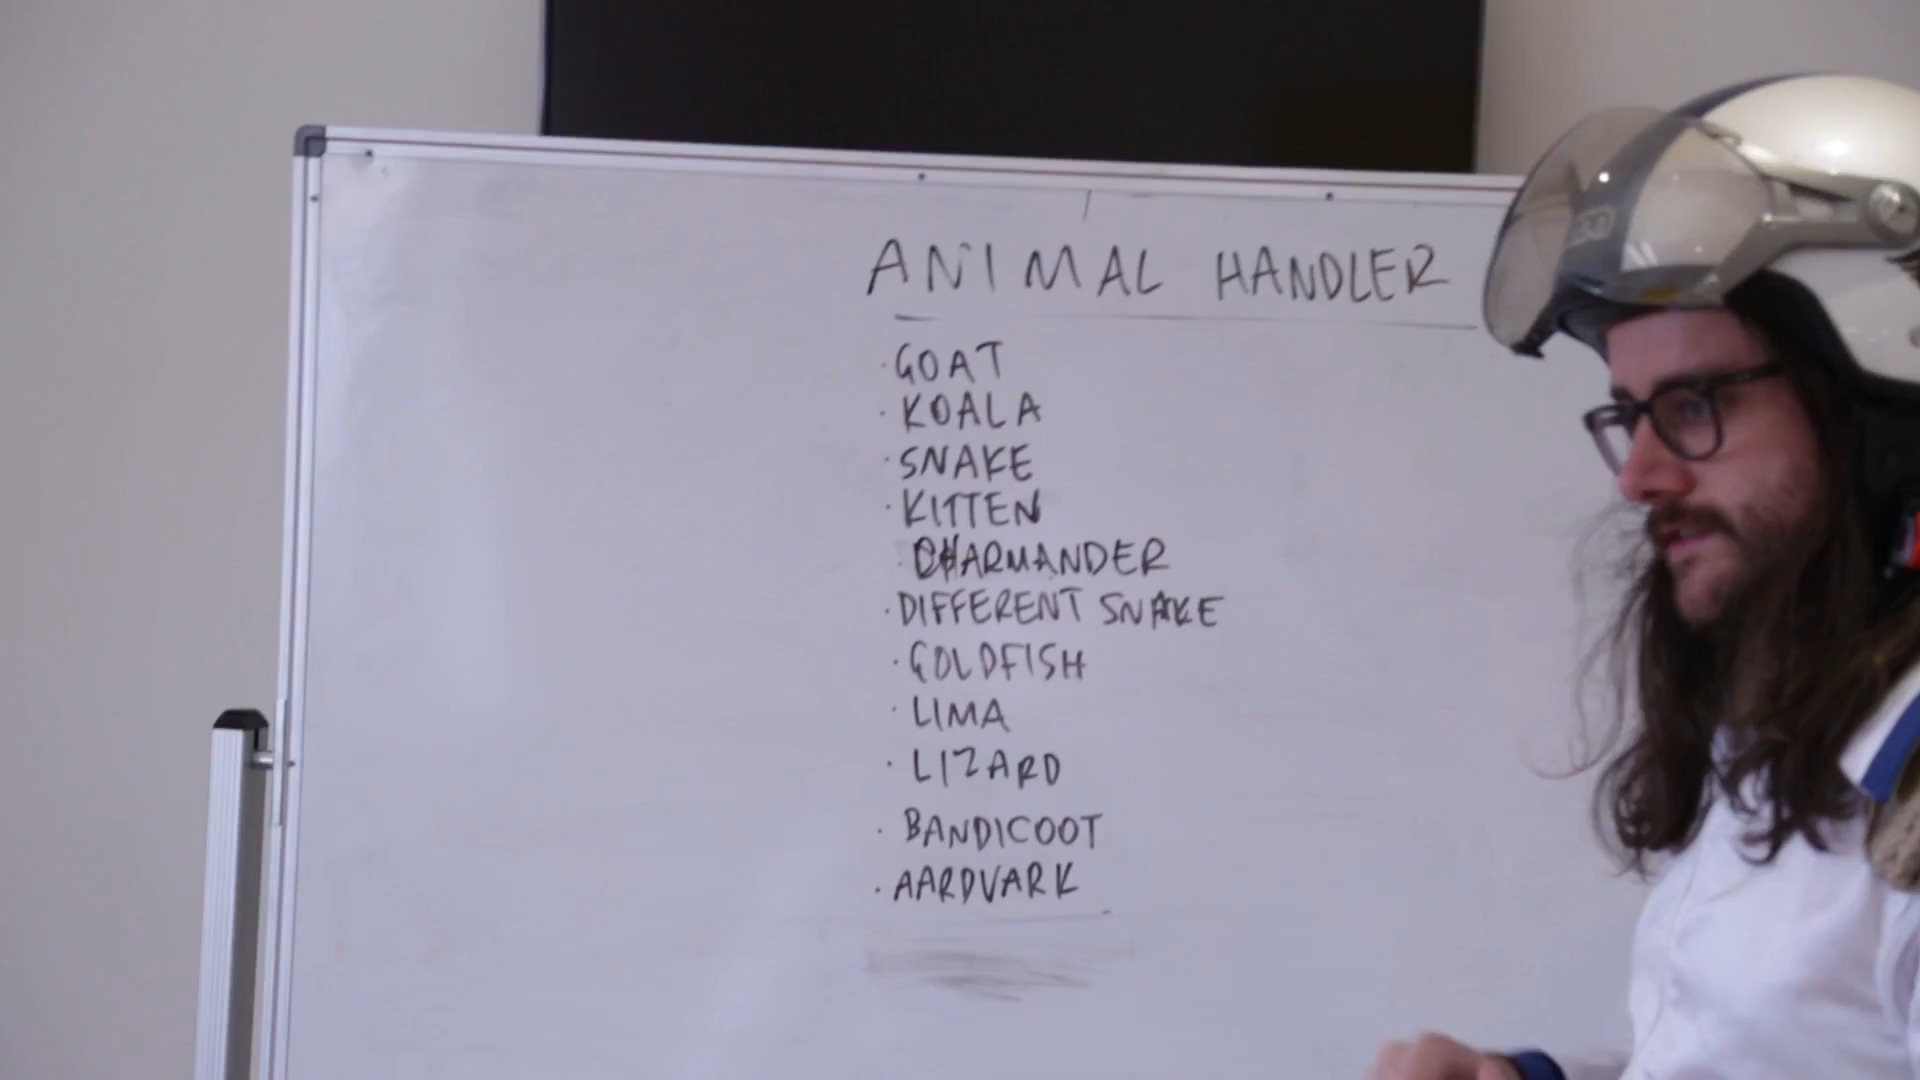 ANIMAL HANDLER
· GOAT
· KOALA
· SNAKE
· KITTEN
· CHARMANDER
· DIFFERENT SNAKE
· GOLDFISH
· LIMA
· LIZARD
· BANDICOOT
· AARDVARK